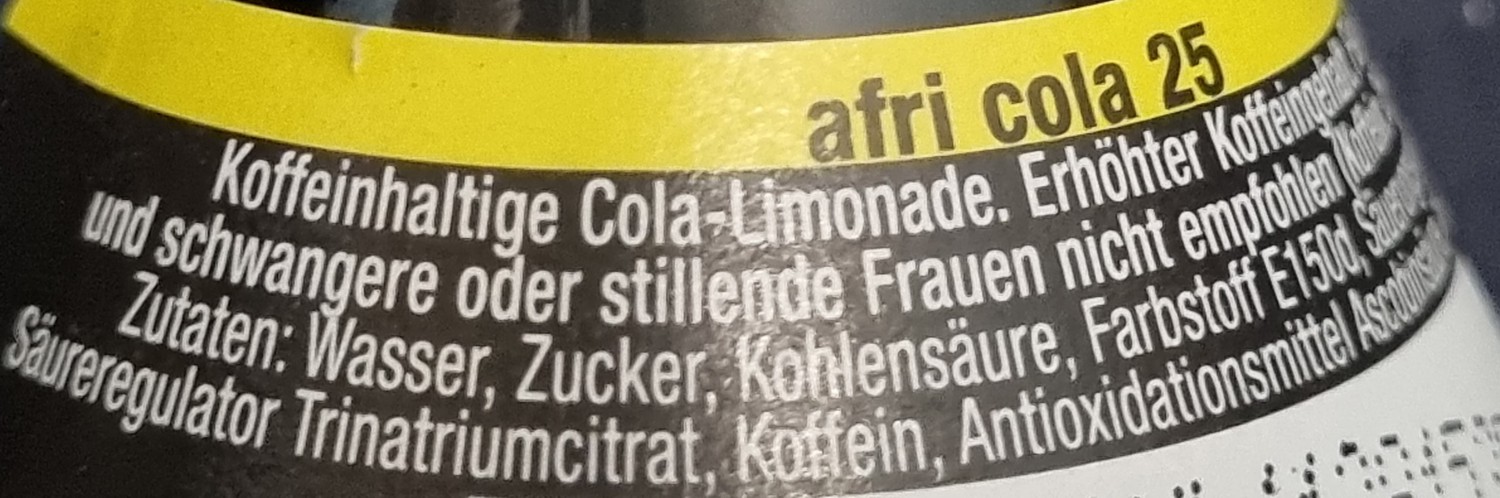 afri cola 25
Koffeinhaltige Cola-Limonade. Erhöhter Koffeingehalt
und schwangere oder stillende Frauen nicht empfohlen
Zutaten: Wasser, Zucker, Kohlensäure, Farbstoff E150d,
Säureregulator Trinatriumcitrat, Koffein, Antioxidationsmittel